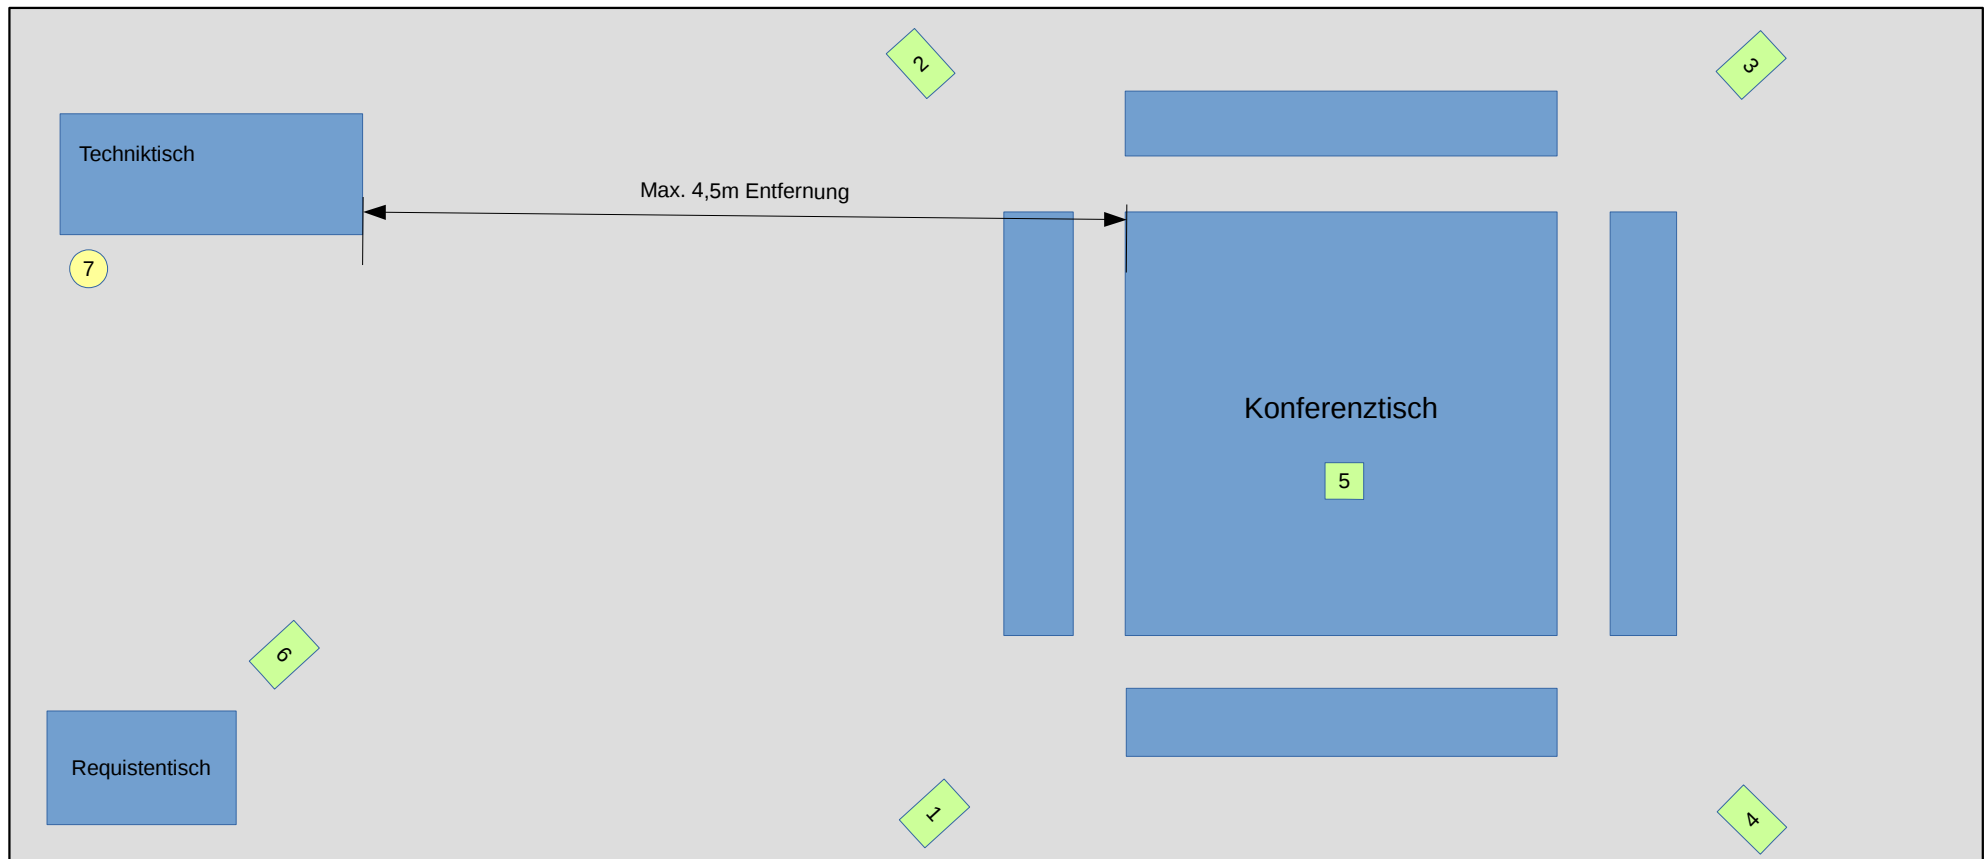 2
3
Techniktisch
Max. 4,5m Entfernung
7
Konferenztisch
5
6
Requistentisch
1
4